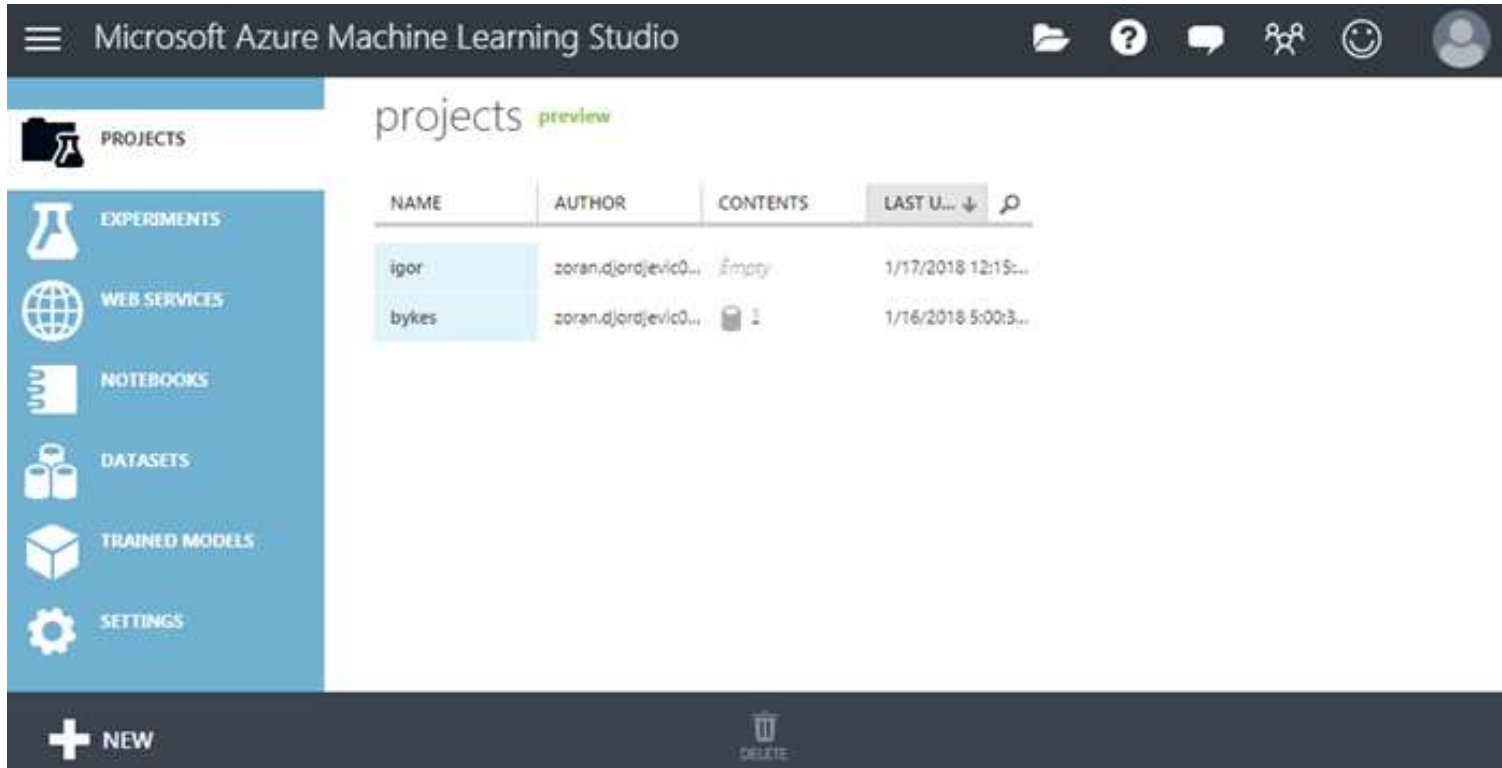 Microsoft Azure Machine Learning Studio
PROJECTS
EXPERIMENTS
WEB SERVICES
NOTEBOOKS
DATASETS
TRAINED MODELS
SETTINGS
projects preview
NAME AUTHOR CONTENTS LAST U...
igor zoran.djordjevic0... Empty 1/17/2018 12:15:...
bykes zoran.djordjevic0... 1 1/16/2018 5:00:3...
NEW
DELETE